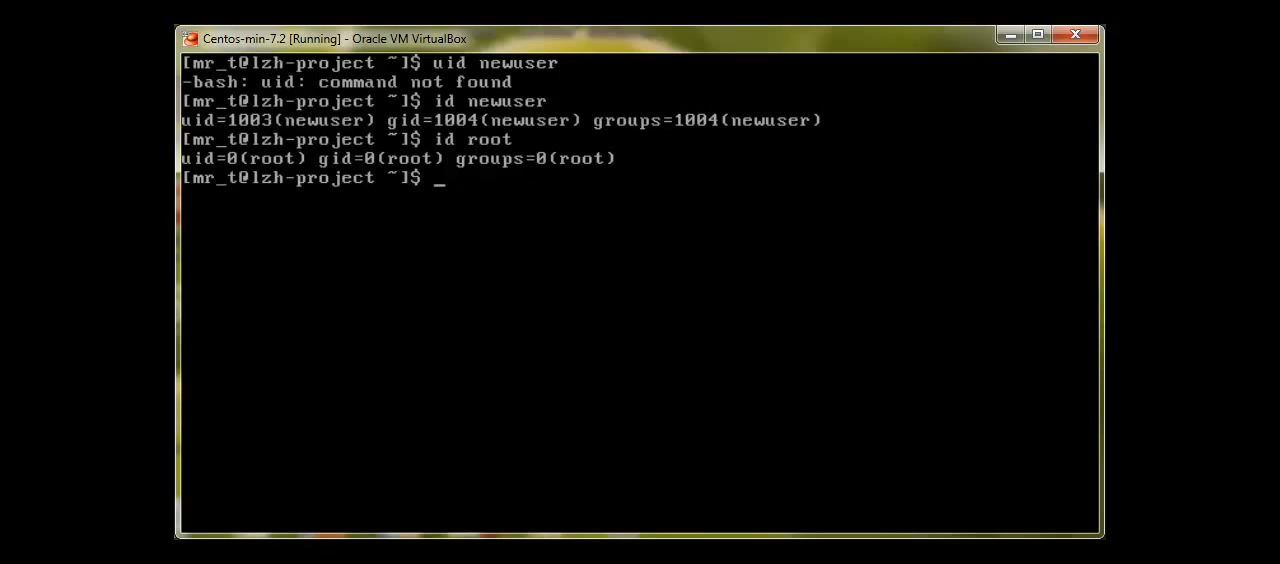 Centos-min-7.2 [Running] - Oracle VM VirtualBox
[mr_t@lzh-project ~]$ uid newuser
-bash: uid: command not found
[mr_t@lzh-project ~]$ id newuser
uid=1003(newuser) gid=1004(newuser) groups=1004(newuser)
[mr_t@lzh-project ~]$ id root
uid=0(root) gid=0(root) groups=0(root)
[mr_t@lzh-project ~]$ _